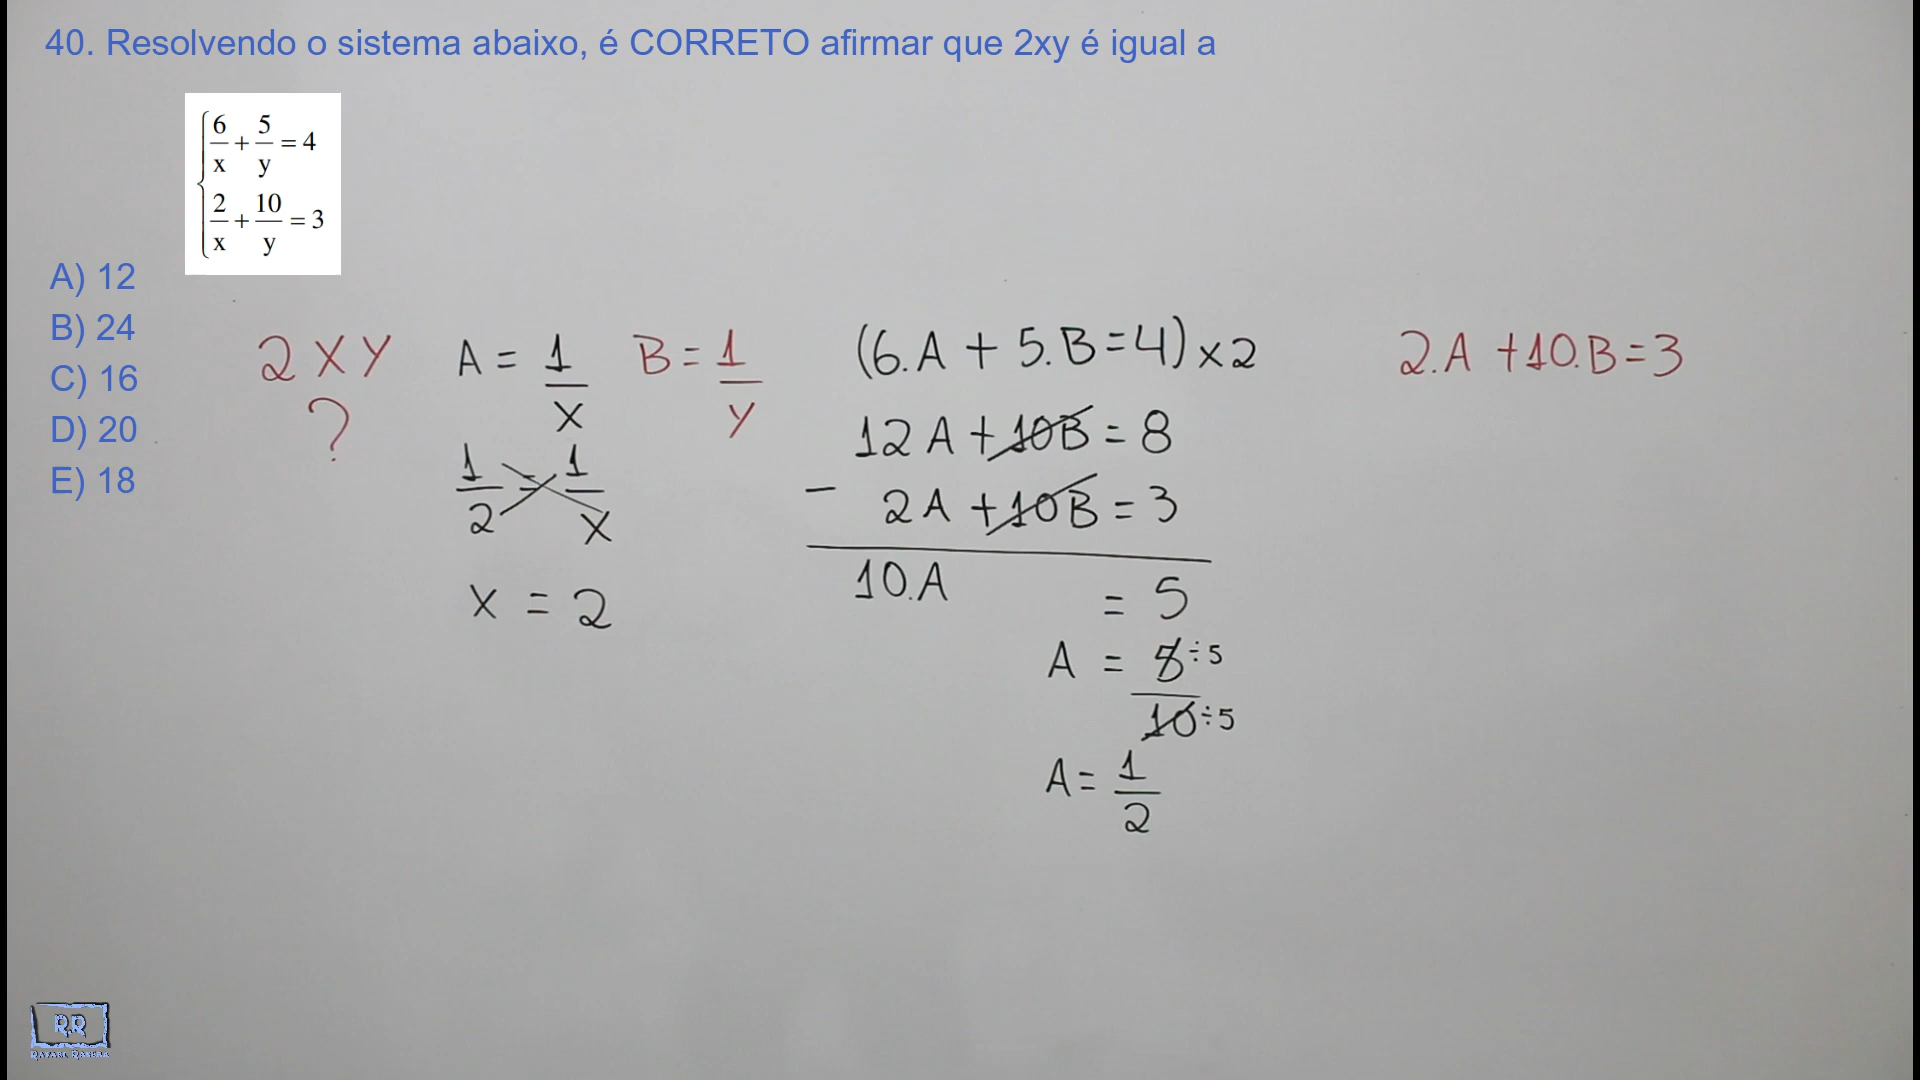 40. Resolvendo o sistema abaixo, é CORRETO afirmar que 2xy é igual a
6/x + 5/y = 4
2/x + 10/y = 3
A) 12
B) 24
C) 16
D) 20
E) 18
2XY
?
A = 1/X
B = 1/Y
1/2 = 1/X
X = 2
(6.A + 5.B=4) x2
12A + 10B = 8
- 2A + 10B = 3
10.A = 5
A = 5÷5/10÷5
A = 1/2
2.A + 10.B=3
RR